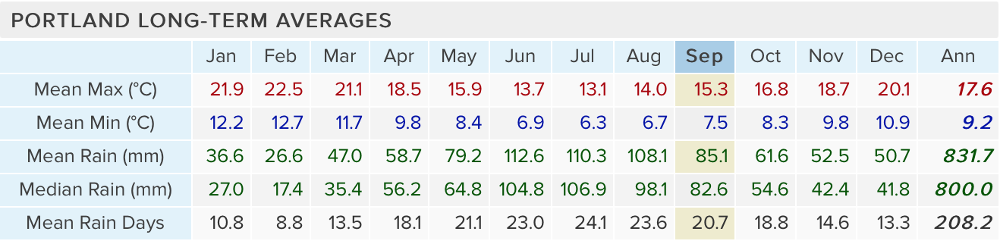 PORTLAND LONG-TERM AVERAGES
Jan Feb Mar Apr May Jun Jul Aug Sep Oct Nov Dec Ann
Mean Max (°C) 21.9 22.5 21.1 18.5 15.9 13.7 13.1 14.0 15.3 16.8 18.7 20.1 17.6
Mean Min (°C) 12.2 12.7 11.7 9.8 8.4 6.9 6.3 6.7 7.5 8.3 9.8 10.9 9.2
Mean Rain (mm) 36.6 26.6 47.0 58.7 79.2 112.6 110.3 108.1 85.1 61.6 52.5 50.7 831.7
Median Rain (mm) 27.0 17.4 35.4 56.2 64.8 104.8 106.9 98.1 82.6 54.6 42.4 41.8 800.0
Mean Rain Days 10.8 8.8 13.5 18.1 21.1 23.0 24.1 23.6 20.7 18.8 14.6 13.3 208.2